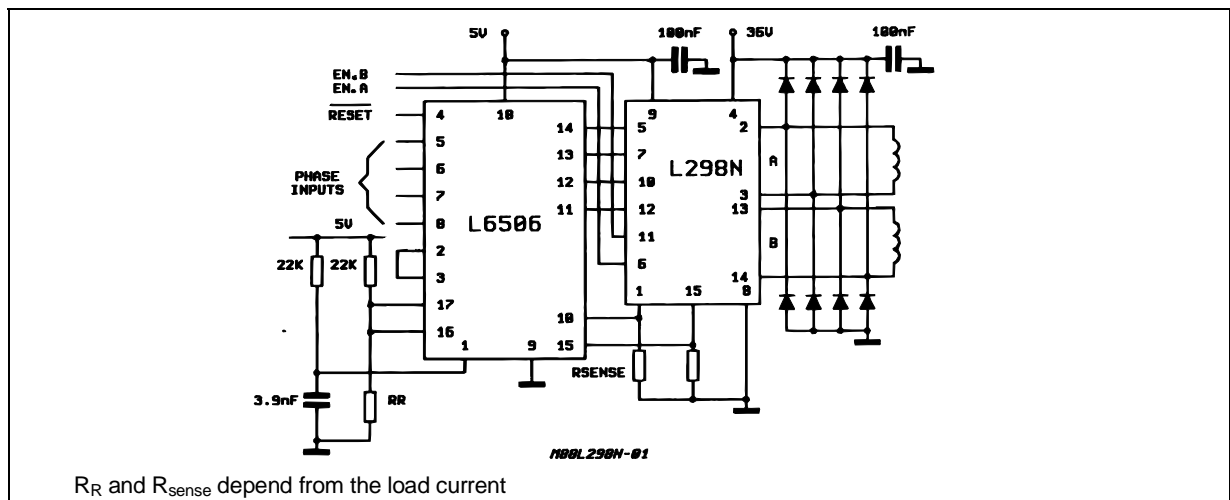 5V
100nF
36V
100nF
EN.B
EN.A
RESET
4
18
9
4
2
5
14
5
6
13
7
L298N
A
PHASE
INPUTS
7
12
10
3
8
11
12
13
L6506
5V
2
11
B
22K
22K
3
6
14
17
1
15
8
16
10
1
9
15
RSENSE
3.9nF
RR
M88L298N-01
RR and Rsense depend from the load current